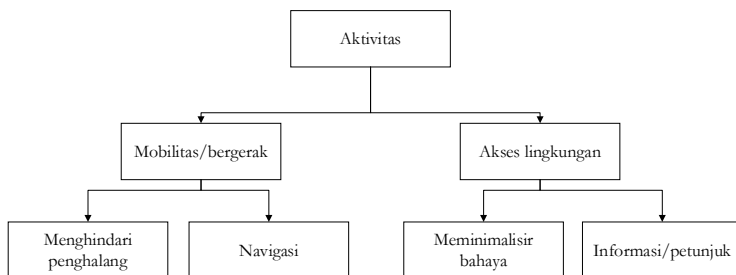 Aktivitas
Mobilitas/bergerak
Akses lingkungan
Menghindari
penghalang
Navigasi
Meminimalisir
bahaya
Informasi/petunjuk